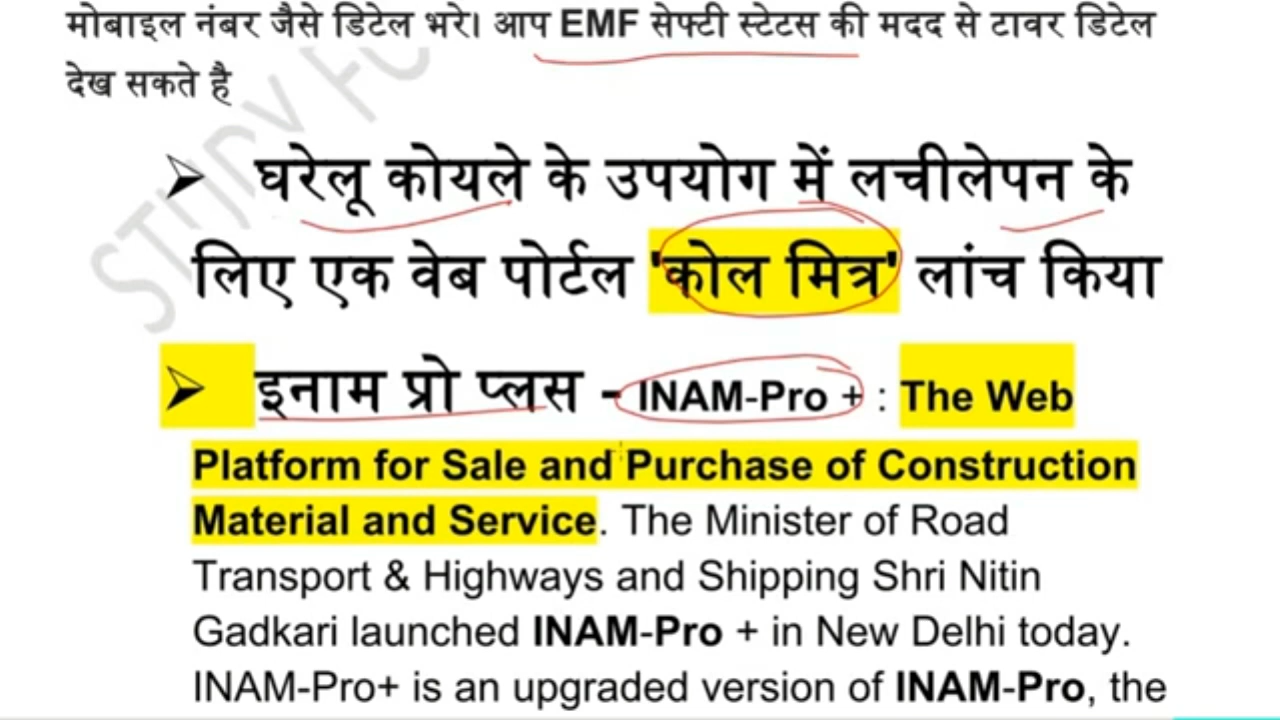 मोबाइल नंबर जैसे डिटेल भरे। आप EMF सेफ्टी स्टेटस की मदद से टावर डिटेल
देख सकते है
➢ घरेलू कोयले के उपयोग में लचीलेपन के
लिए एक वेब पोर्टल 'कोल मित्र' लांच किया
➢ इनाम प्रो प्लस - INAM-Pro + : The Web
Platform for Sale and Purchase of Construction
Material and Service. The Minister of Road
Transport & Highways and Shipping Shri Nitin
Gadkari launched INAM-Pro + in New Delhi today.
INAM-Pro+ is an upgraded version of INAM-Pro, the